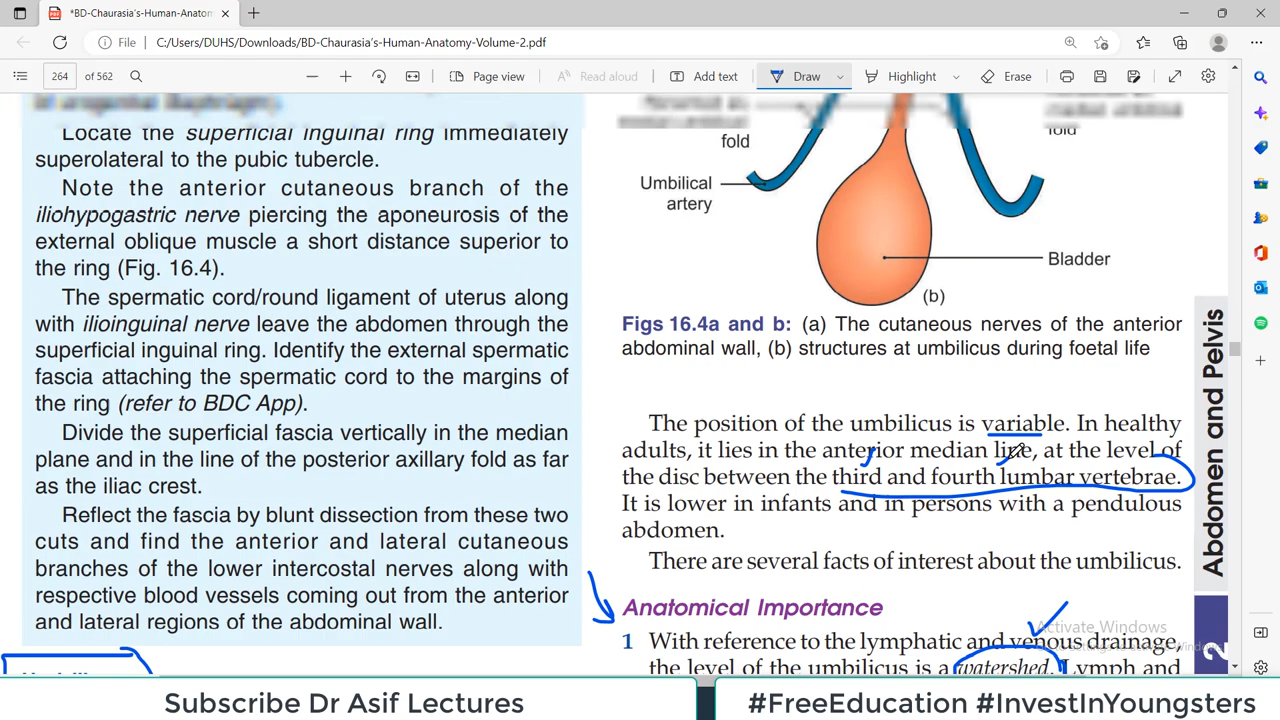 *BD-Chaurasia's-Human-Anatom
File
C:/Users/DUHS/Downloads/BD-Chaurasia's-Human-Anatomy-Volume-2.pdf
264
of 562
Page view
Read aloud
Add text
Draw
Highlight
Erase
Locate the superficial inguinal ring immediately
superolateral to the pubic tubercle.
Note the anterior cutaneous branch of the
iliohypogastric nerve piercing the aponeurosis of the
external oblique muscle a short distance superior to
the ring (Fig. 16.4).
The spermatic cord/round ligament of uterus along
with ilioinguinal nerve leave the abdomen through the
superficial inguinal ring. Identify the external spermatic
fascia attaching the spermatic cord to the margins of
the ring (refer to BDC App).
Divide the superficial fascia vertically in the median
plane and in the line of the posterior axillary fold as far
as the iliac crest.
Reflect the fascia by blunt dissection from these two
cuts and find the anterior and lateral cutaneous
branches of the lower intercostal nerves along with
respective blood vessels coming out from the anterior
and lateral regions of the abdominal wall.
fold
fold
Umbilical
artery
Bladder
(b)
Figs 16.4a and b: (a) The cutaneous nerves of the anterior
abdominal wall, (b) structures at umbilicus during foetal life
The position of the umbilicus is variable. In healthy
adults, it lies in the anterior median line, at the level of
the disc between the third and fourth lumbar vertebrae.
It is lower in infants and in persons with a pendulous
abdomen.
There are several facts of interest about the umbilicus.
Anatomical Importance
1 With reference to the lymphatic and venous drainage,
the level of the umbilicus is a watershed. Lymph and
Abdomen and Pelvis
2
Activate Windows
Subscribe Dr Asif Lectures
#FreeEducation #InvestInYoungsters